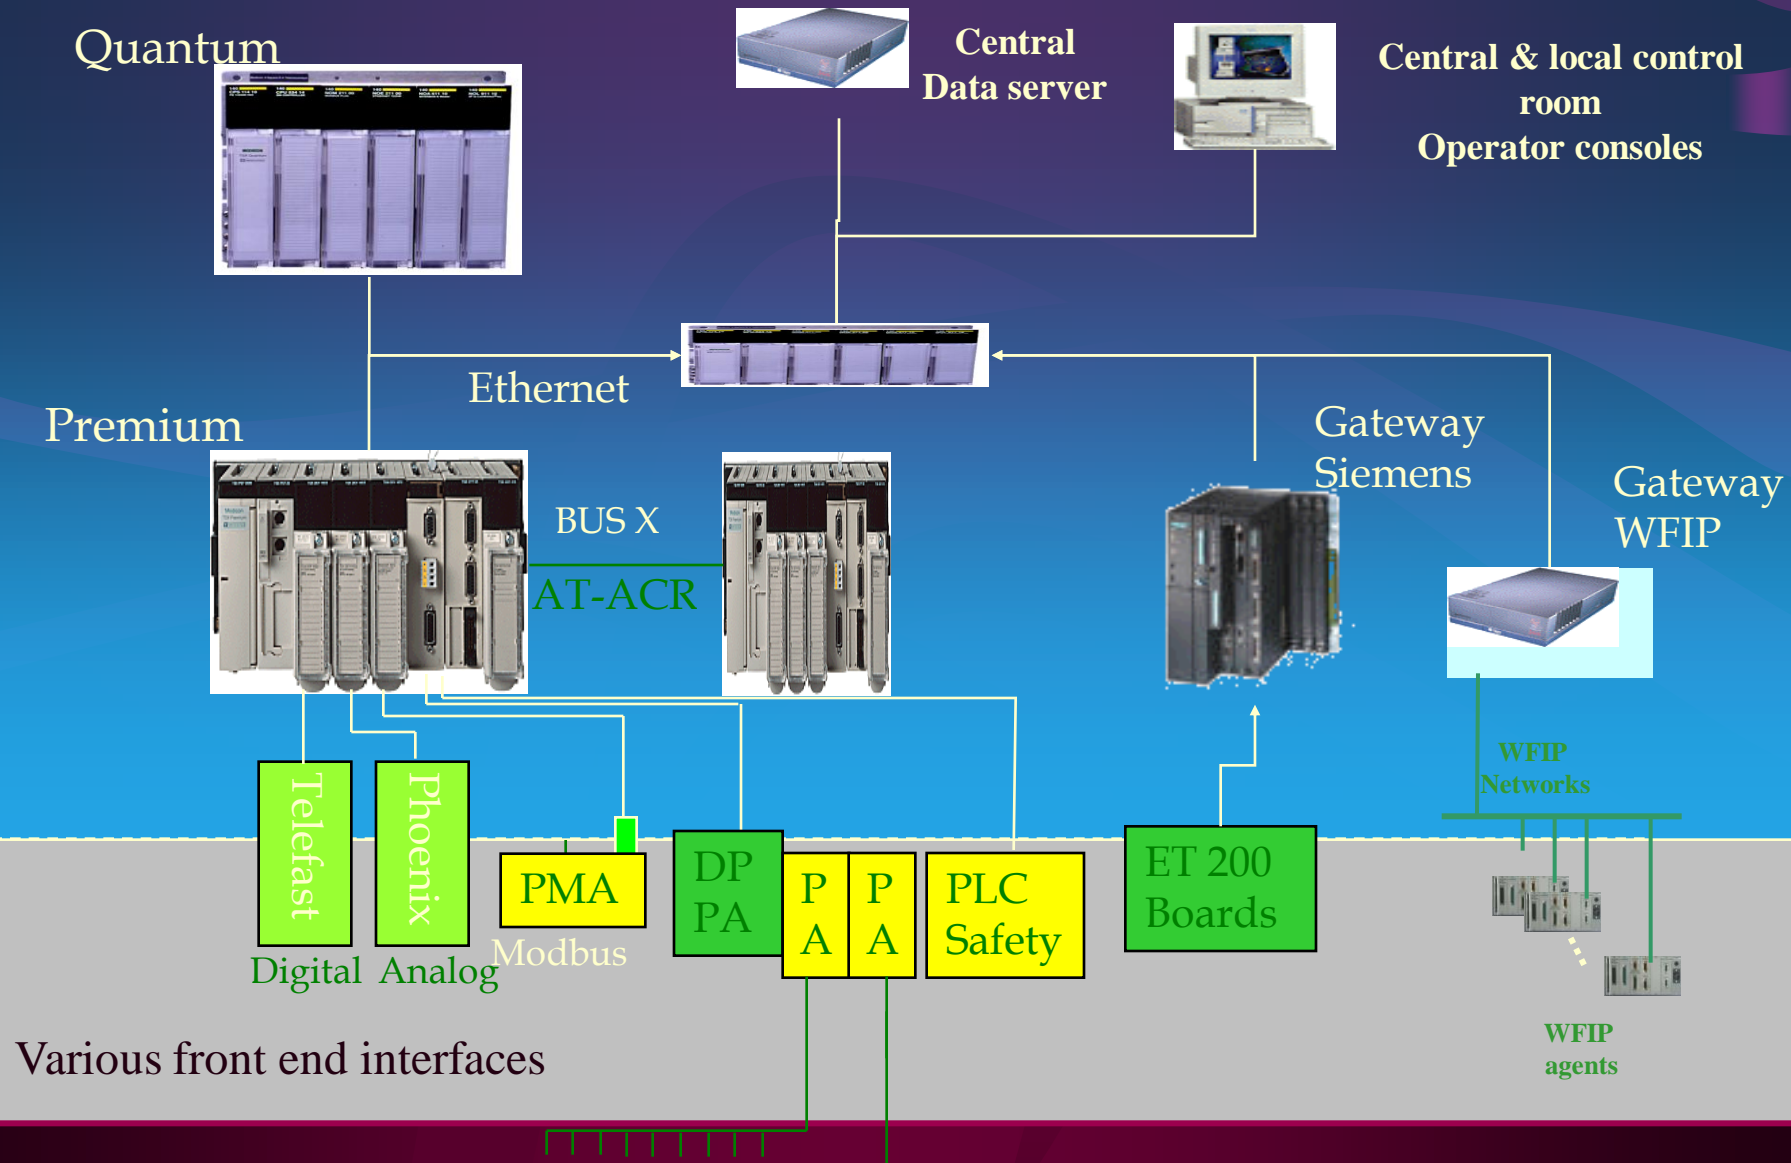 Quantum
Central
Data server
Central & local control
room
Operator consoles
Ethernet
Premium
Gateway
Siemens
Gateway
WFIP
BUS X
AT-ACR
WFIP
Networks
Telefast
Phoenix
PMA
DP
PA
P
A
P
A
PLC
Safety
ET 200
Boards
Digital
Analog
Modbus
WFIP
agents
Various front end interfaces